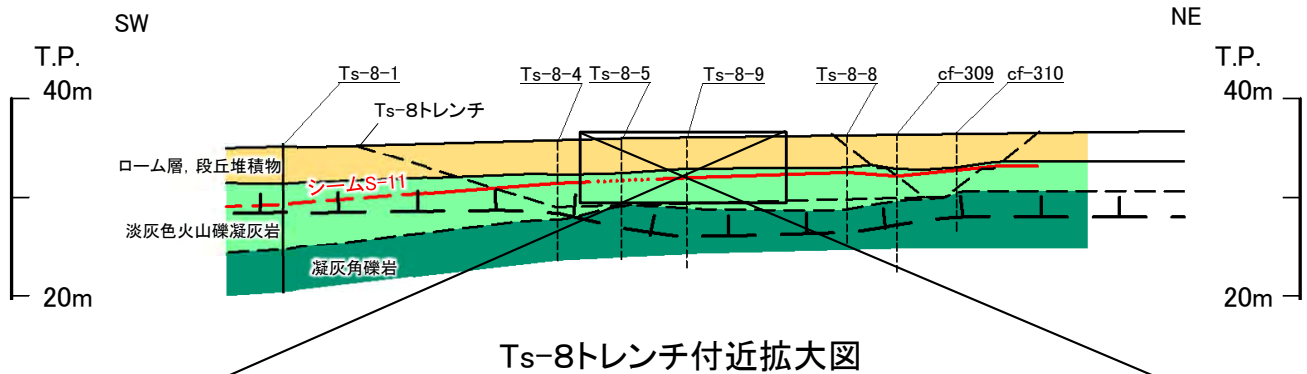 SW
NE
T.P.
T.P.
40m
40m
Ts-8-1
Ts-8-4
Ts-8-5
Ts-8-9
Ts-8-8
cf-309
cf-310
Ts-8トレンチ
ローム層, 段丘堆積物
シームS-11
淡灰色火山礫凝灰岩
凝灰角礫岩
20m
20m
Ts-8トレンチ付近拡大図